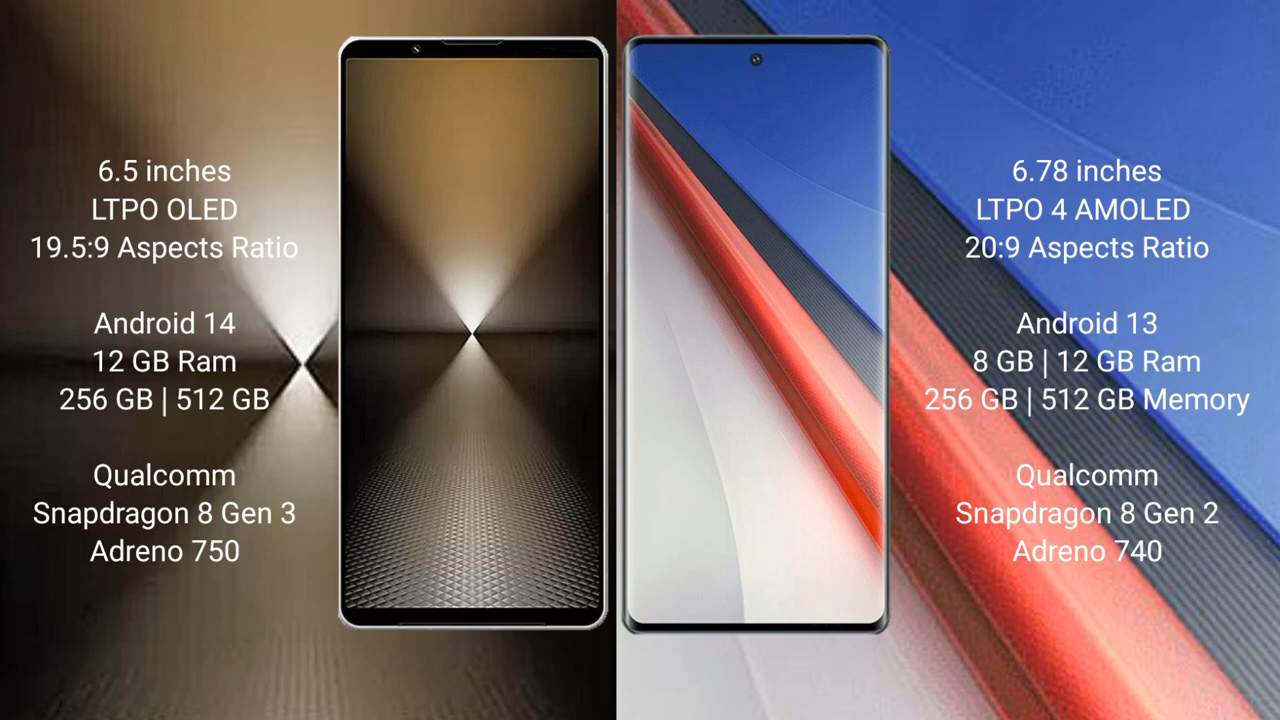 6.5 inches
LTPO OLED
19.5:9 Aspects Ratio
Android 14
12 GB Ram
256 GB | 512 GB
Qualcomm
Snapdragon 8 Gen 3
Adreno 750
6.78 inches
LTPO 4 AMOLED
20:9 Aspects Ratio
Android 13
8 GB | 12 GB Ram
256 GB | 512 GB Memory
Qualcomm
Snapdragon 8 Gen 2
Adreno 740